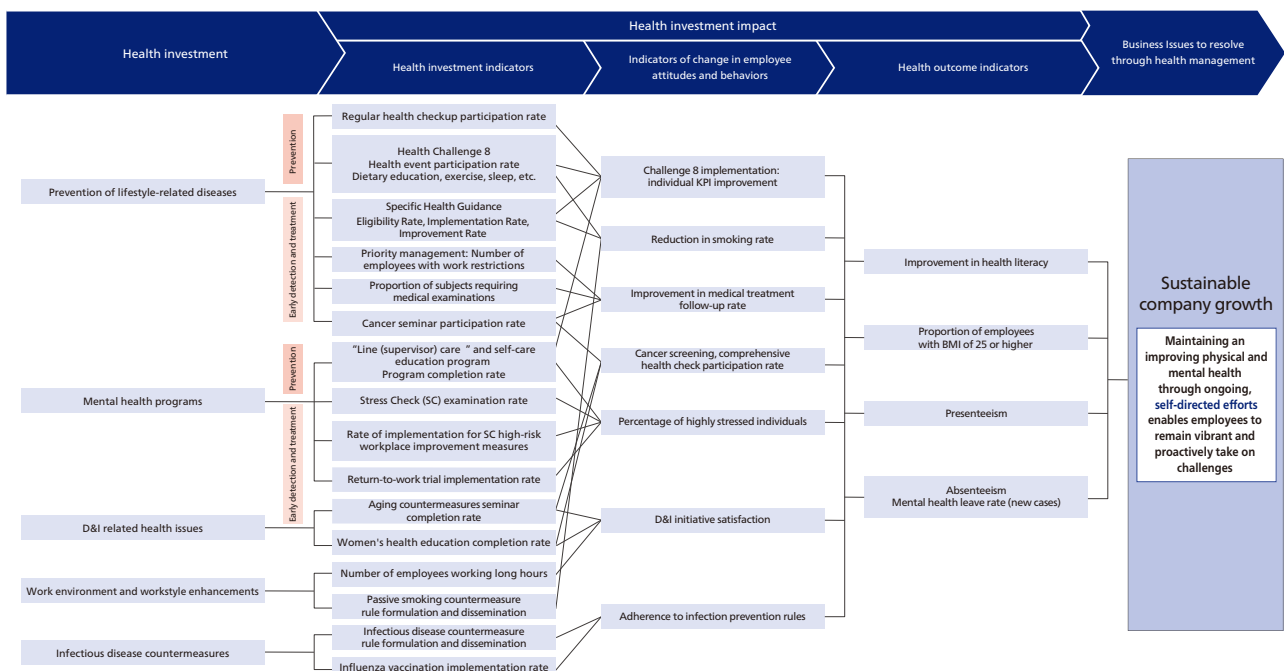 Health investment
Health investment impact
Health investment indicators
Indicators of change in employee
attitudes and behaviors
Health outcome indicators
Business Issues to resolve
through health management
Prevention of lifestyle-related diseases
Mental health programs
D&I related health issues
Work environment and workstyle enhancements
Infectious disease countermeasures
Prevention
Early detection and treatment
Prevention
Early detection and treatment
Regular health checkup participation rate
Health Challenge 8
Health event participation rate
Dietary education, exercise, sleep, etc.
Specific Health Guidance
Eligibility Rate, Implementation Rate,
Improvement Rate
Priority management: Number of
employees with work restrictions
Proportion of subjects requiring
medical examinations
Cancer seminar participation rate
"Line (supervisor) care " and self-care
education program
Program completion rate
Stress Check (SC) examination rate
Rate of implementation for SC high-risk
workplace improvement measures
Return-to-work trial implementation rate
Aging countermeasures seminar
completion rate
Women's health education completion rate
Number of employees working long hours
Passive smoking countermeasure
rule formulation and dissemination
Infectious disease countermeasure
rule formulation and dissemination
Influenza vaccination implementation rate
Challenge 8 implementation:
individual KPI improvement
Reduction in smoking rate
Improvement in medical treatment
follow-up rate
Cancer screening, comprehensive
health check participation rate
Percentage of highly stressed individuals
D&I initiative satisfaction
Adherence to infection prevention rules
Improvement in health literacy
Proportion of employees
with BMI of 25 or higher
Presenteeism
Absenteeism
Mental health leave rate (new cases)
Sustainable
company growth
Maintaining an
improving physical and
mental health
through ongoing,
self-directed efforts
enables employees to
remain vibrant and
proactively take on
challenges